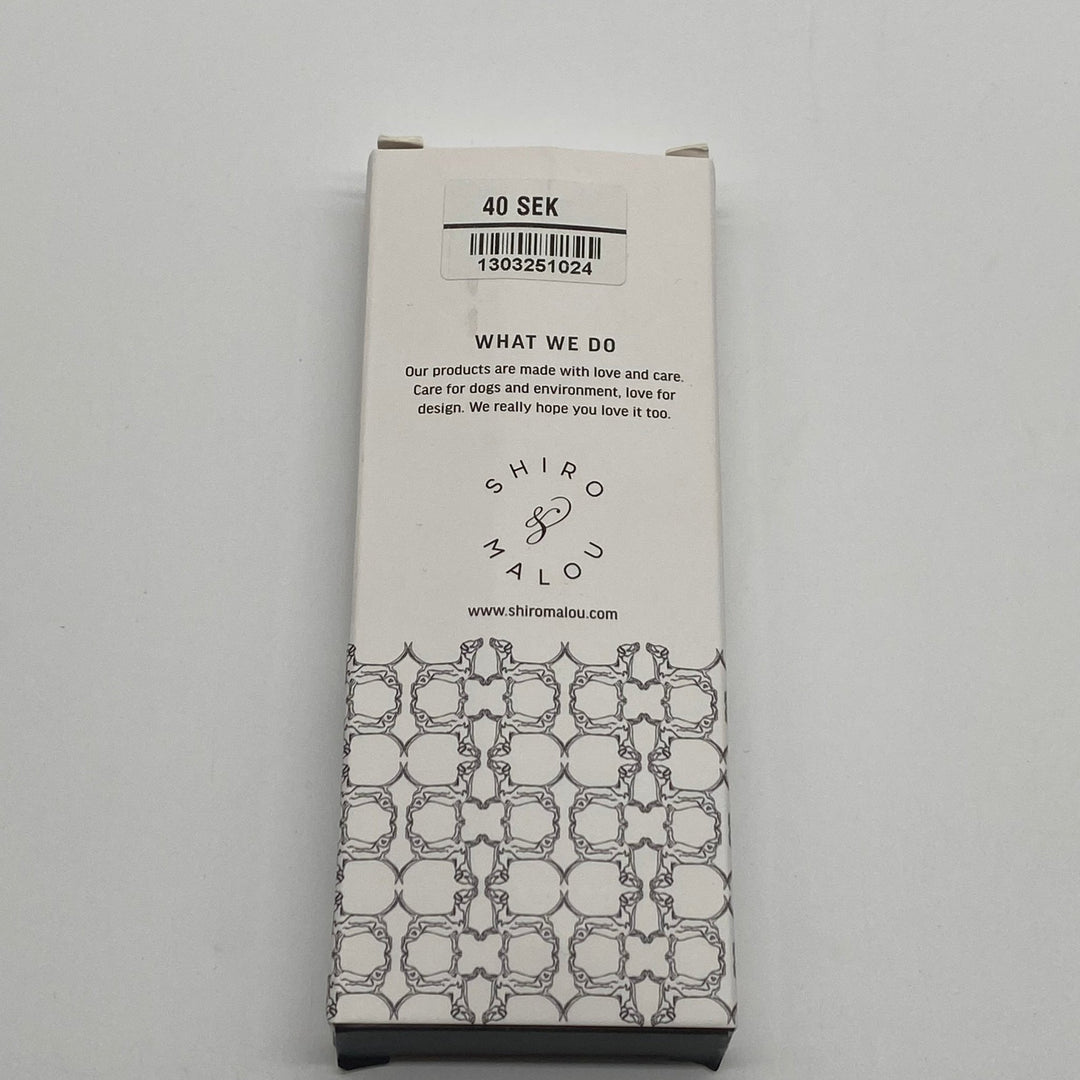 40 SEK
1303251024
WHAT WE DO
Our products are made with love and care.
Care for dogs and environment, love for
design. We really hope you love it too.
SHIRO
MALOU
www.shiromalou.com